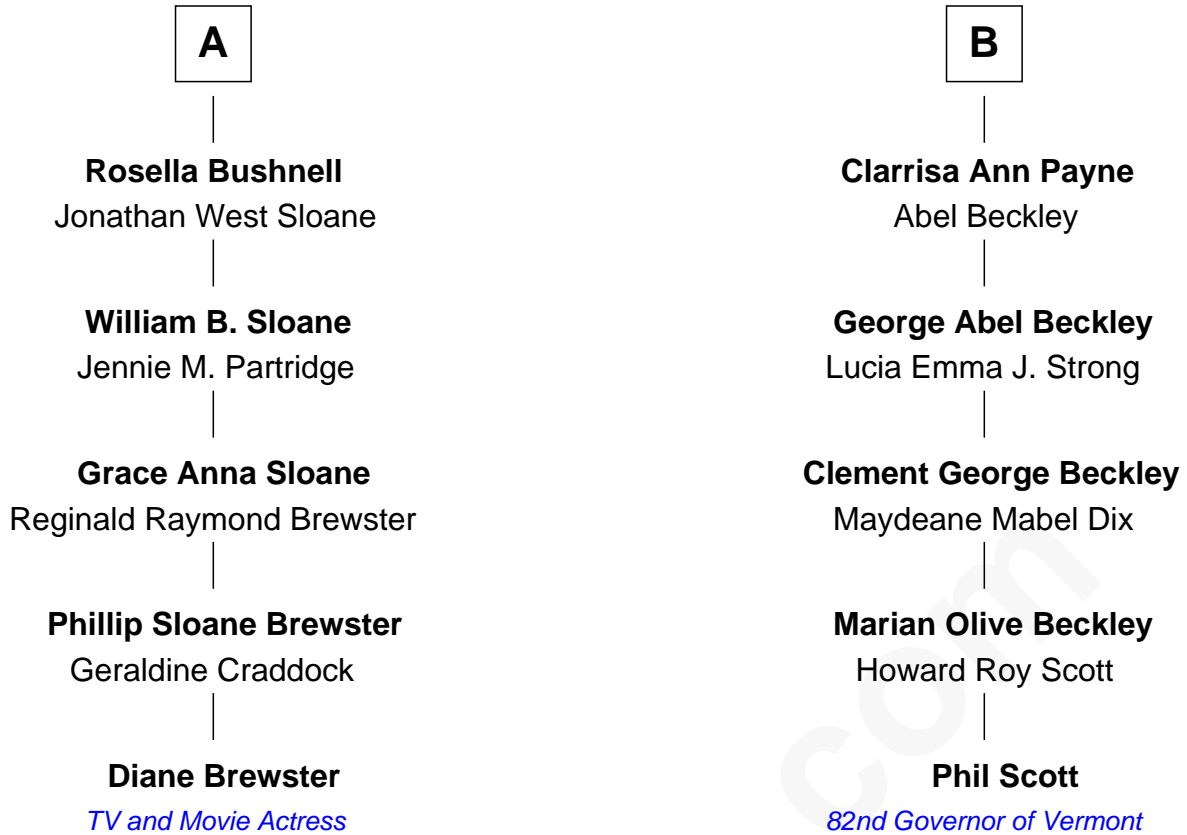 A
Rosella Bushnell
Jonathan West Sloane
William B. Sloane
Jennie M. Partridge
Grace Anna Sloane
Reginald Raymond Brewster
Phillip Sloane Brewster
Geraldine Craddock
Diane Brewster
TV and Movie Actress
B
Clarrisa Ann Payne
Abel Beckley
George Abel Beckley
Lucia Emma J. Strong
Clement George Beckley
Maydeane Mabel Dix
Marian Olive Beckley
Howard Roy Scott
Phil Scott
82nd Governor of Vermont
com